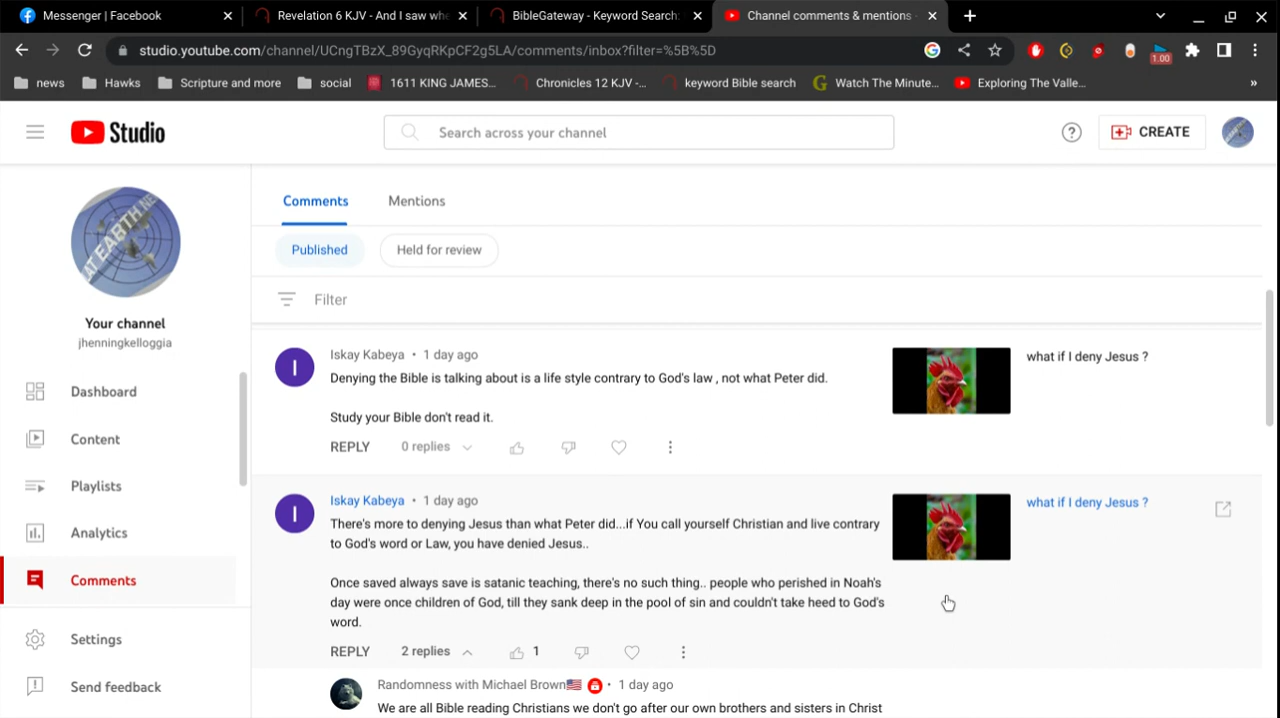 Messenger | Facebook
Revelation 6 KJV - And I saw whe
BibleGateway - Keyword Search:
Channel comments & mentions -
studio.youtube.com/channel/UCngTBzX_89GyqRKpCF2g5LA/comments/inbox?filter=%5B%5D
1.00
news
Hawks
Scripture and more
social
1611 KING JAMES...
Chronicles 12 KJV -...
keyword Bible search
Watch The Minute...
Exploring The Valle...
»
Studio
Search across your channel
CREATE
AT EARTH NE
Your channel
jhenningkelloggia
Dashboard
Content
Playlists
Analytics
Comments
Settings
Send feedback
Comments
Mentions
Published
Held for review
Filter
I
Iskay Kabeya • 1 day ago
Denying the Bible is talking about is a life style contrary to God's law , not what Peter did.
Study your Bible don't read it.
REPLY 0 replies
what if I deny Jesus ?
I
Iskay Kabeya • 1 day ago
There's more to denying Jesus than what Peter did...if You call yourself Christian and live contrary
to God's word or Law, you have denied Jesus..
Once saved always save is satanic teaching, there's no such thing.. people who perished in Noah's
day were once children of God, till they sank deep in the pool of sin and couldn't take heed to God's
word.
REPLY 2 replies 1
what if I deny Jesus ?
Randomness with Michael Brown🇺🇸 • 1 day ago
We are all Bible reading Christians we don't go after our own brothers and sisters in Christ